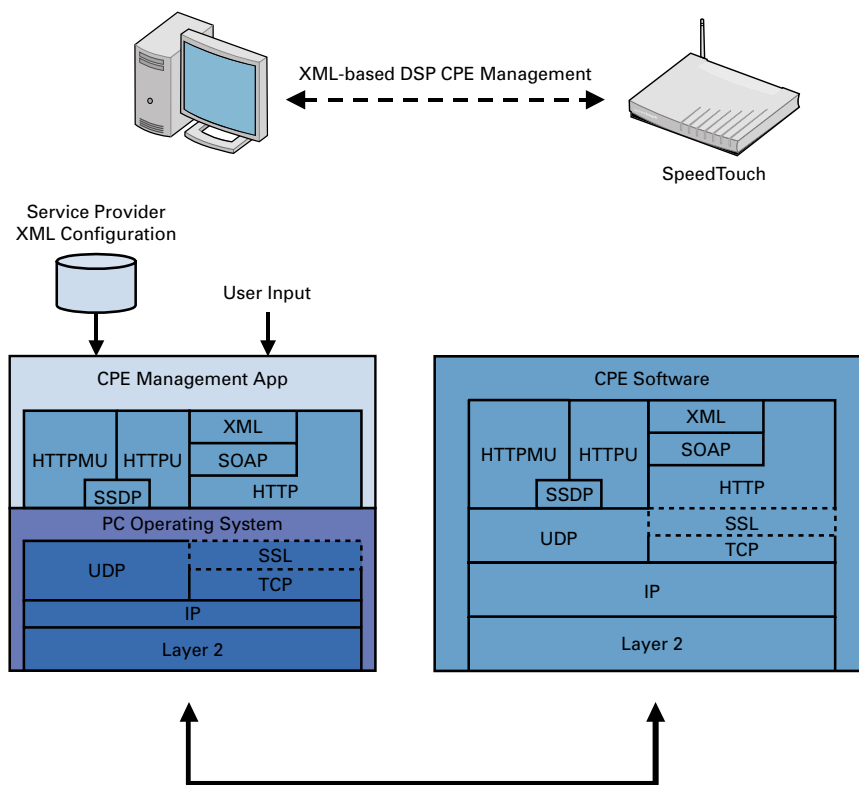 XML-based DSP CPE Management
SpeedTouch
Service Provider
XML Configuration
User Input
CPE Management App
HTTPMU
HTTPU
XML
SOAP
SSDP
HTTP
PC Operating System
UDP
SSL
TCP
IP
Layer 2
CPE Software
HTTPMU
HTTPU
XML
SOAP
SSDP
HTTP
UDP
SSL
TCP
IP
Layer 2